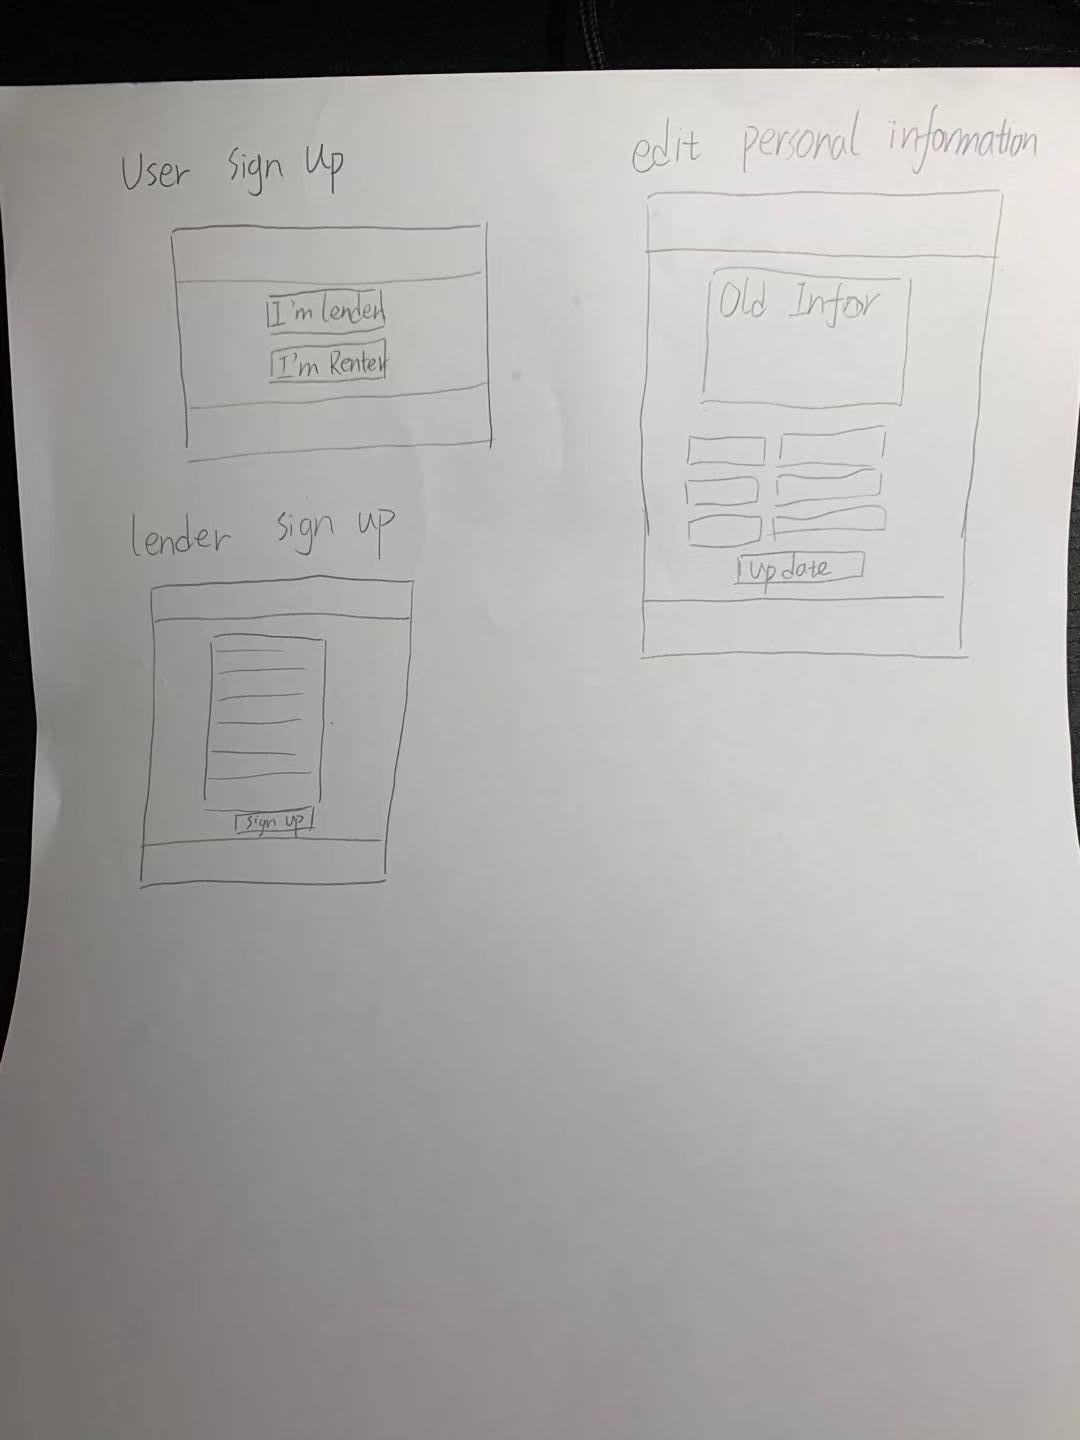 User Sign Up
I'm lender
I'm Renter
lender sign up
Sign up
edit personal information
Old Infor
update